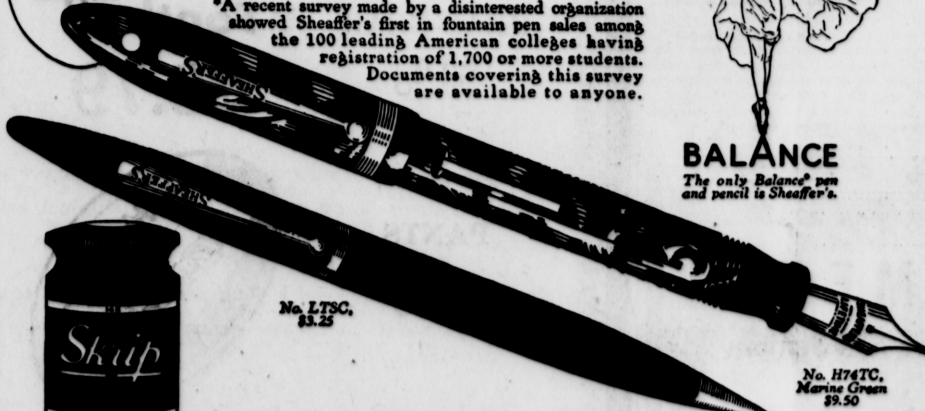 *A recent survey made by a disinterested organization
showed Sheaffer's first in fountain pen sales among
the 100 leading American colleges having
registration of 1,700 or more students.
Documents covering this survey
are available to anyone.
BALANCE
The only Balance* pen
and pencil is Sheaffer's.
SHEAFFER'S
SHEAFFER'S
No. LTSC,
$3.25
Skrip
No. H74TC,
Marine Green
$9.50